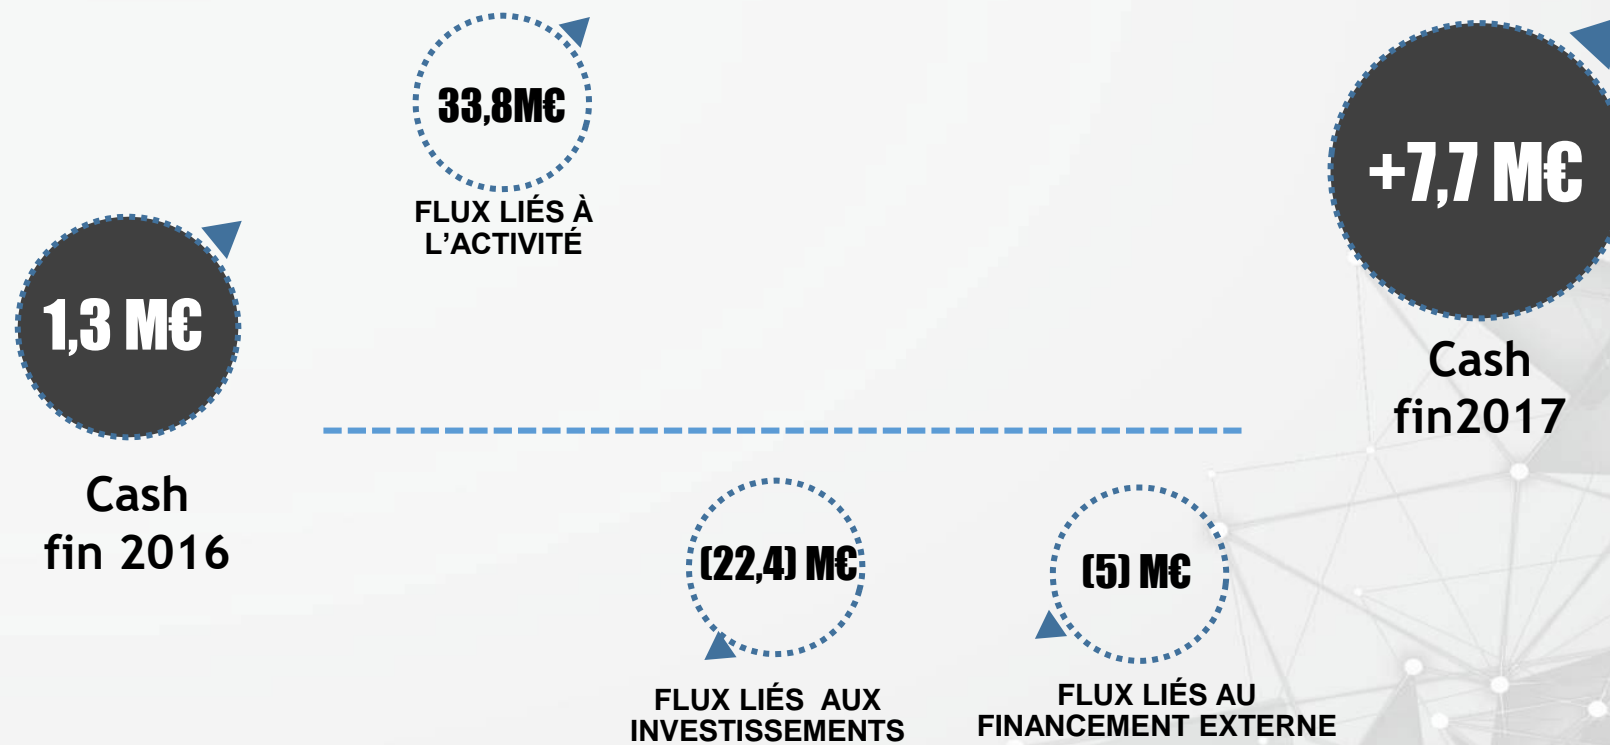 1,3 M€
Cash
fin 2016
33,8M€
FLUX LIÉS À
L’ACTIVITÉ
(22,4) M€
FLUX LIÉS  AUX
INVESTISSEMENTS
(5) M€
FLUX LIÉS AU
FINANCEMENT EXTERNE
+7,7 M€
Cash
fin2017